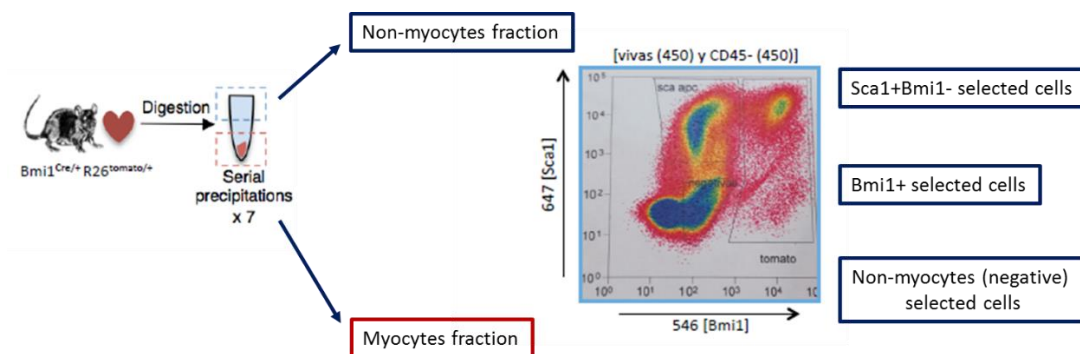 Non-myocytes fraction
[vivas (450) y CD45- (450)]
Digestion
Bmi1Cre/+ R26tomato/+
Serial
precipitations
x 7
647 [Sca1]
10⁵
10⁴
10³
10²
10¹
10⁰
sca apc
tomato
10⁰ 10¹ 10² 10³ 10⁴
546 [Bmi1]
Sca1+Bmi1- selected cells
Bmi1+ selected cells
Non-myocytes (negative)
selected cells
Myocytes fraction